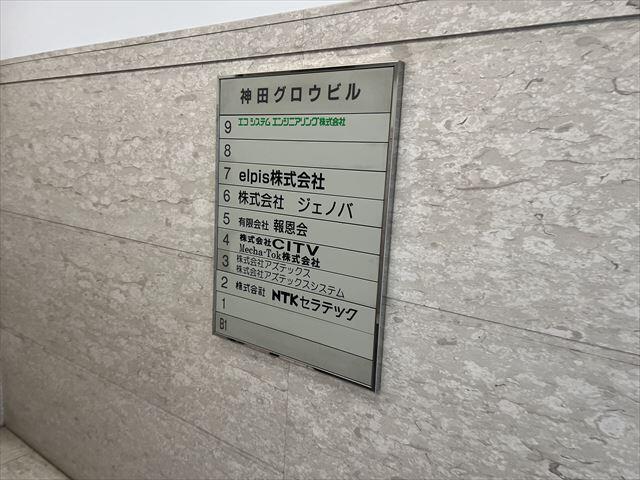 神田グロウビル
9 エコシステムエンジニアリング株式会社
8
7 elpis株式会社
6 株式会社 ジェノバ
5 有限会社 報恩会
4 株式会社CITV
Mecha-Tok株式会社
3 株式会社アズテックス
株式会社アズテックスシステム
2 株式会社 NTKセラテック
1
B1